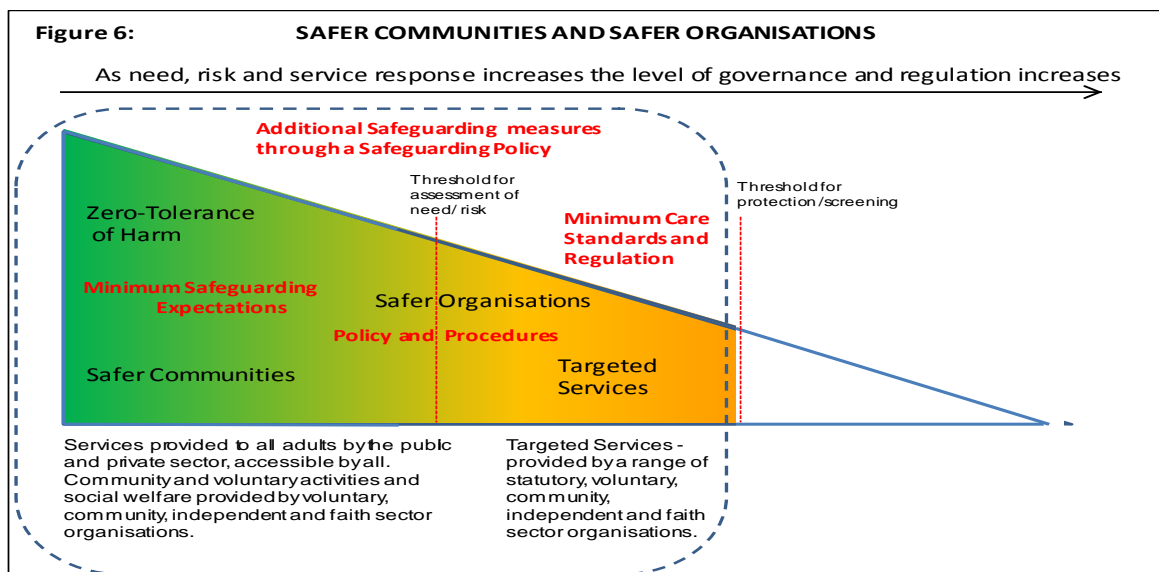 Figure 6: SAFER COMMUNITIES AND SAFER ORGANISATIONS
As need, risk and service response increases the level of governance and regulation increases
Additional Safeguarding measures
through a Safeguarding Policy
Threshold for
assessment of
need/ risk
Threshold for
protection/screening
Zero-Tolerance
of Harm
Minimum Care
Standards and
Regulation
Minimum Safeguarding
Expectations
Safer Organisations
Policy and Procedures
Safer Communities
Targeted
Services
Services provided to all adults by the public
and private sector, accessible by all.
Community and voluntary activities and
social welfare provided by voluntary,
community, independent and faith sector
organisations.
Targeted Services -
provided by a range of
statutory, voluntary,
community,
independent and faith
sector organisations.